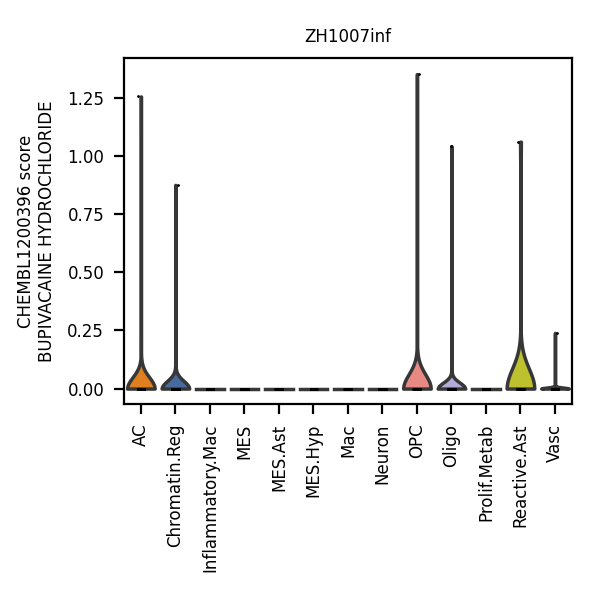 ZH1007inf
CHEMBL1200396 score
BUPIVACAINE HYDROCHLORIDE
1.25
1.00
0.75
0.50
0.25
0.00
AC
Chromatin.Reg
Inflammatory.Mac
MES
MES.Ast
MES.Hyp
Mac
Neuron
OPC
Oligo
Prolif.Metab
Reactive.Ast
Vasc